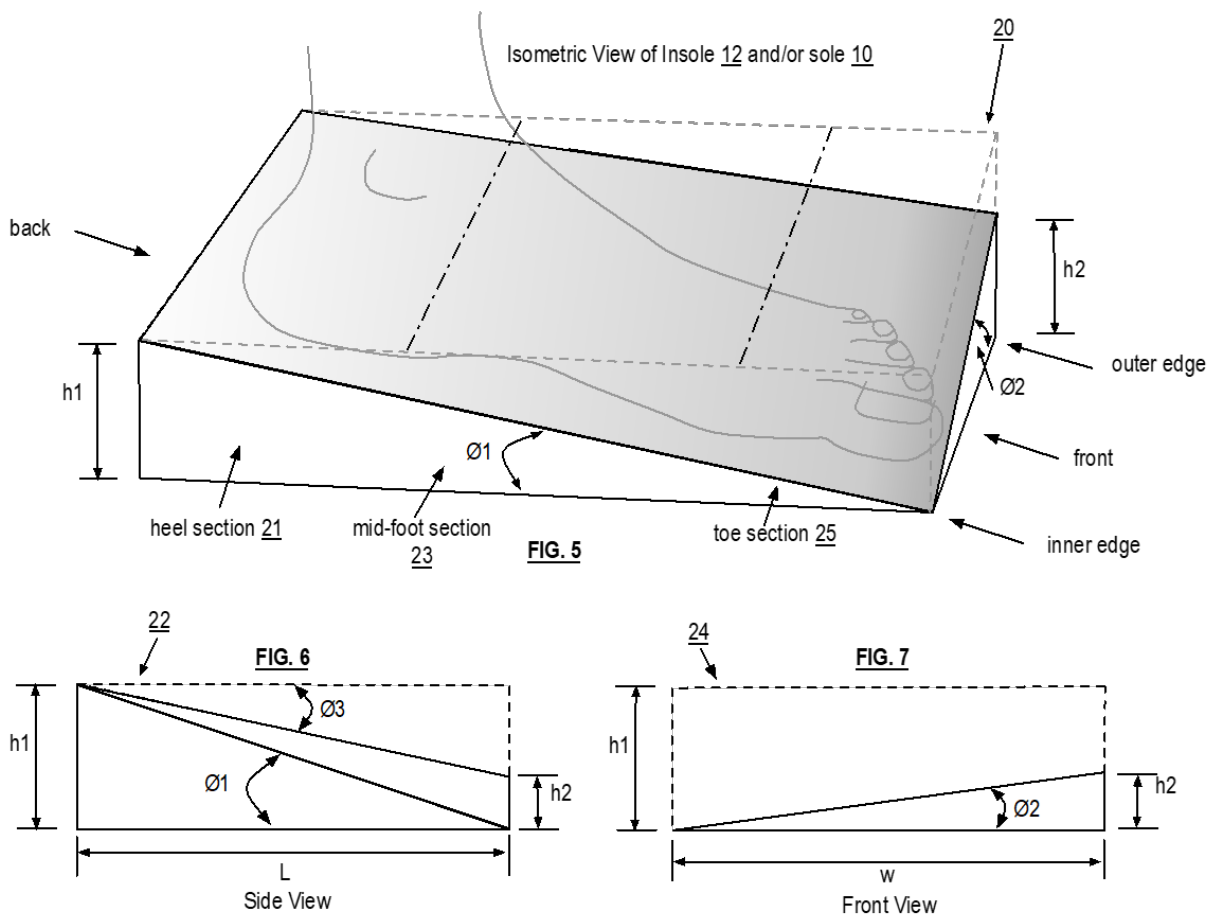 20
Isometric View of Insole 12 and/or sole 10
back
h2
outer edge
Ø2
h1
Ø1
front
heel section 21
mid-foot section
23
toe section 25
FIG. 5
inner edge
22
FIG. 6
h1
Ø3
Ø1
h2
L
Side View
24
FIG. 7
h1
h2
Ø2
w
Front View